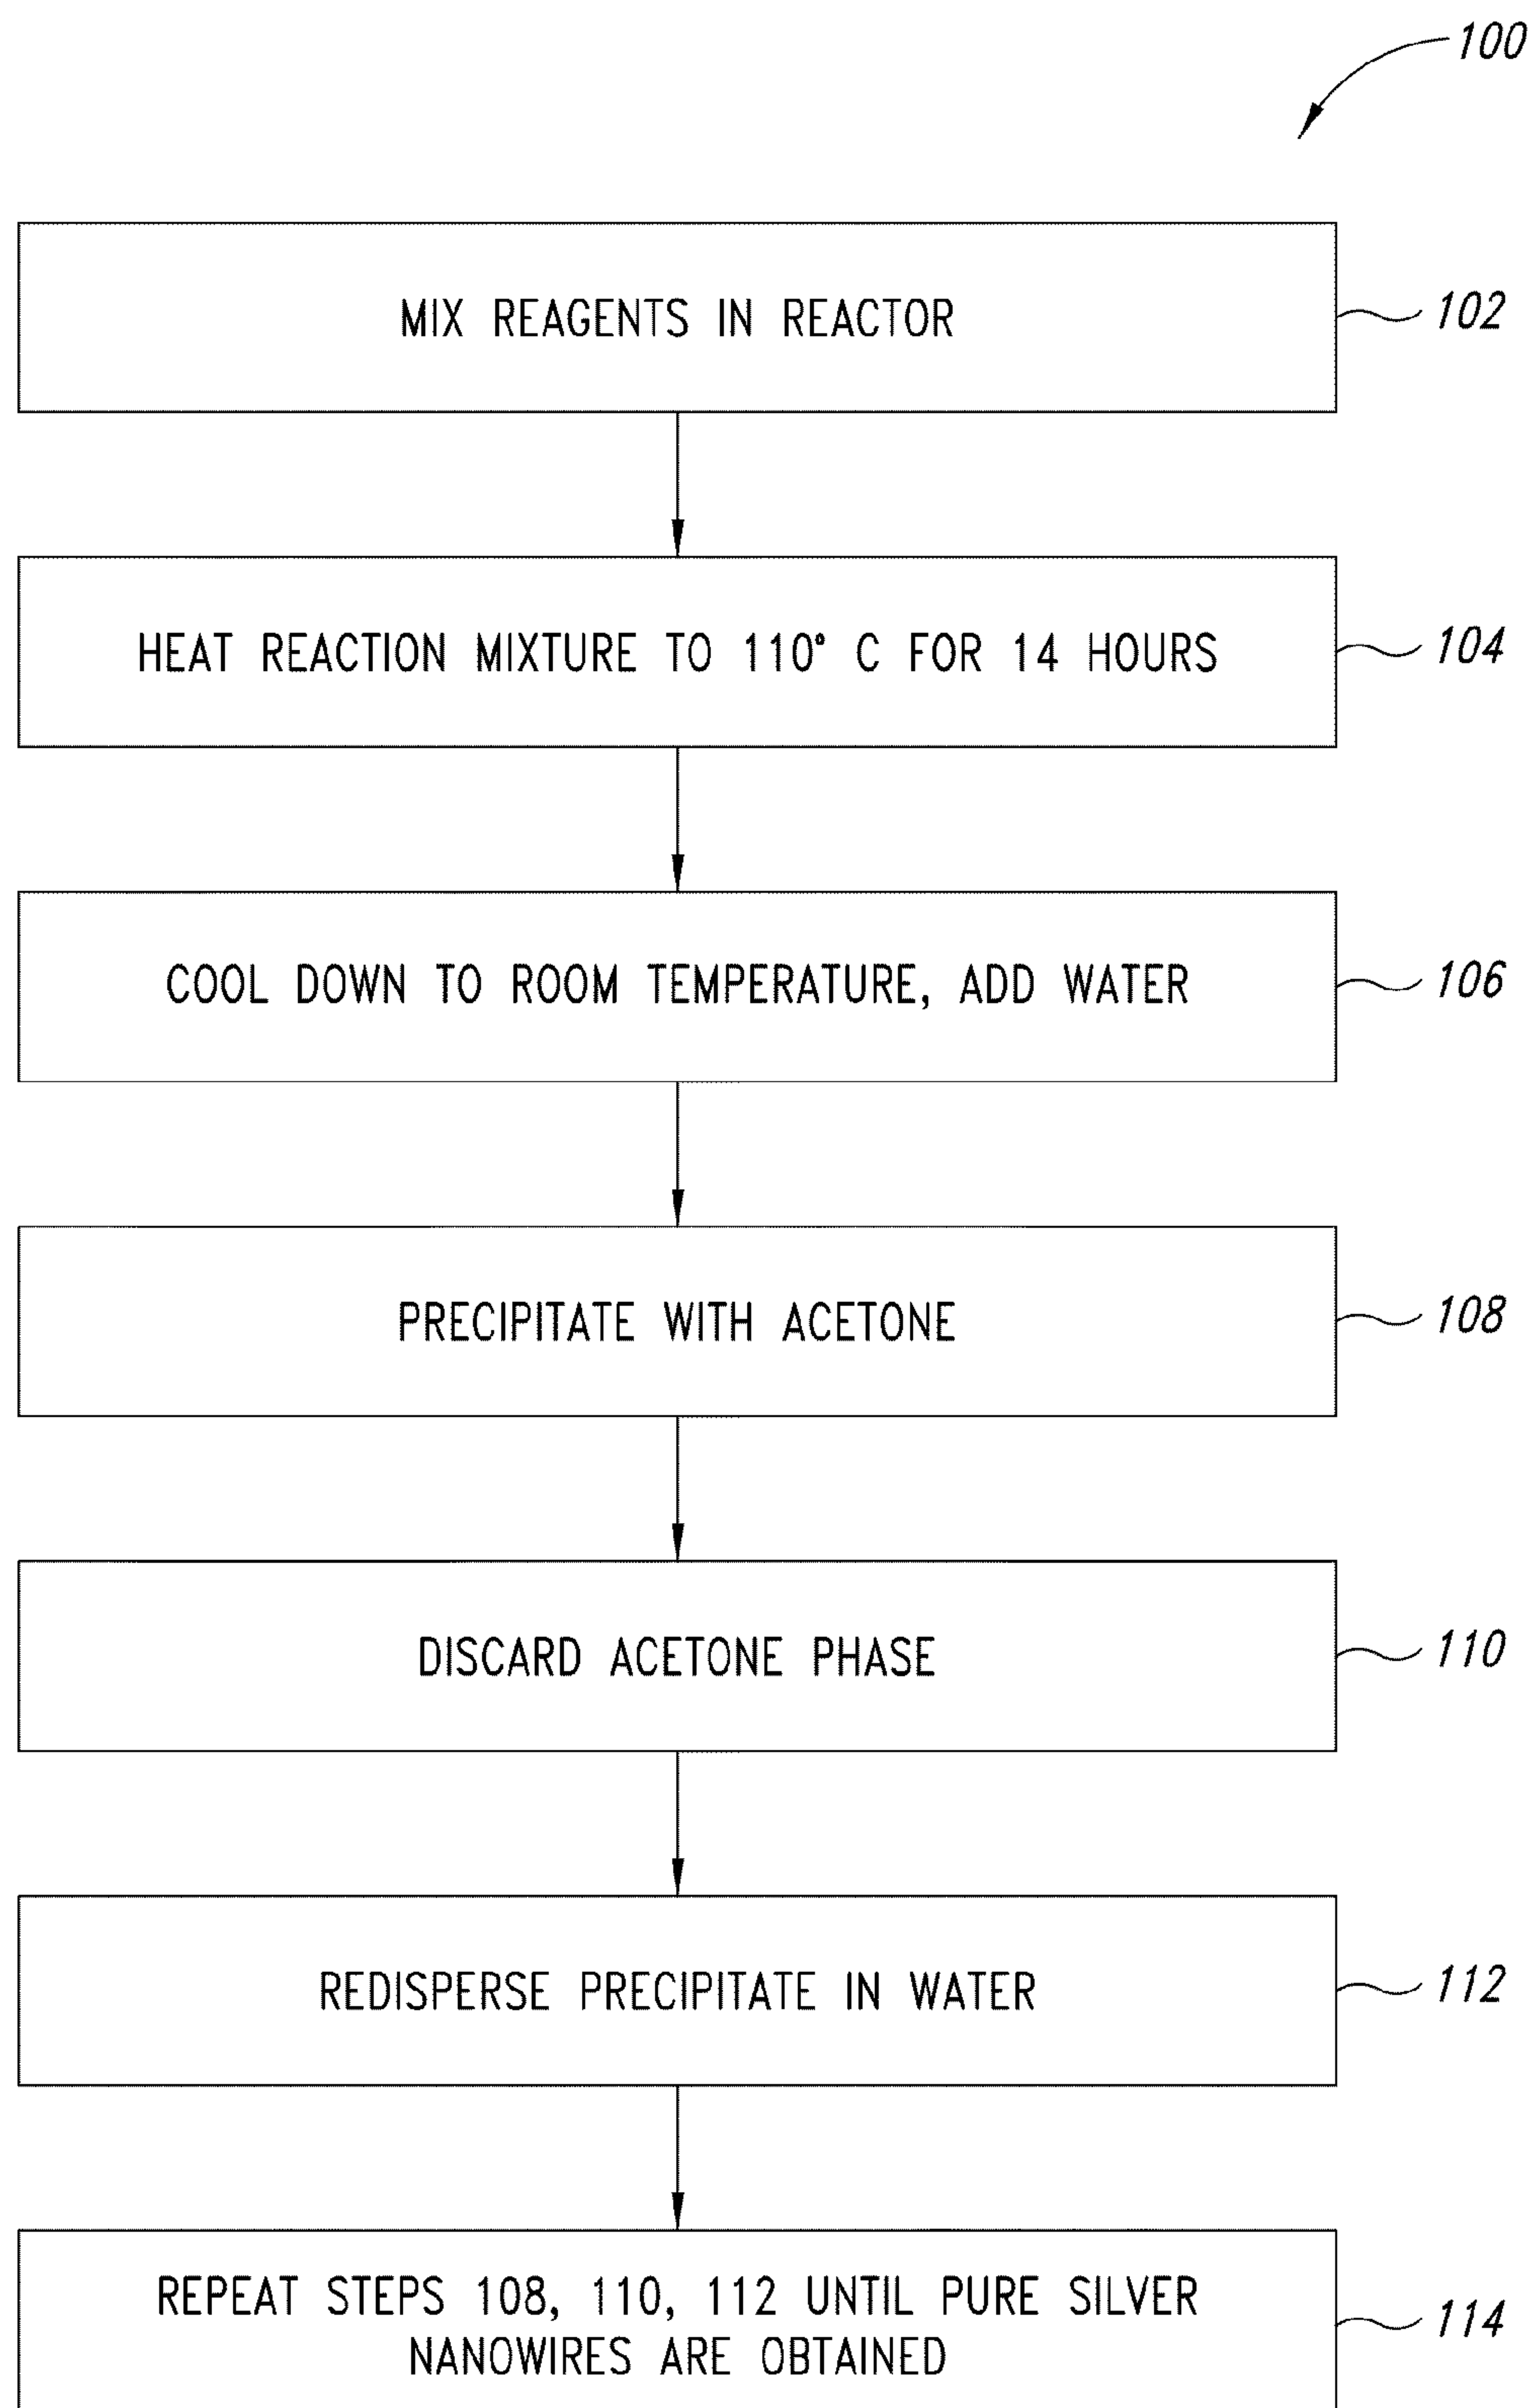 100
MIX REAGENTS IN REACTOR
102
HEAT REACTION MIXTURE TO 110° C FOR 14 HOURS
104
COOL DOWN TO ROOM TEMPERATURE, ADD WATER
106
PRECIPITATE WITH ACETONE
108
DISCARD ACETONE PHASE
110
REDISPERSE PRECIPITATE IN WATER
112
REPEAT STEPS 108, 110, 112 UNTIL PURE SILVER
NANOWIRES ARE OBTAINED
114